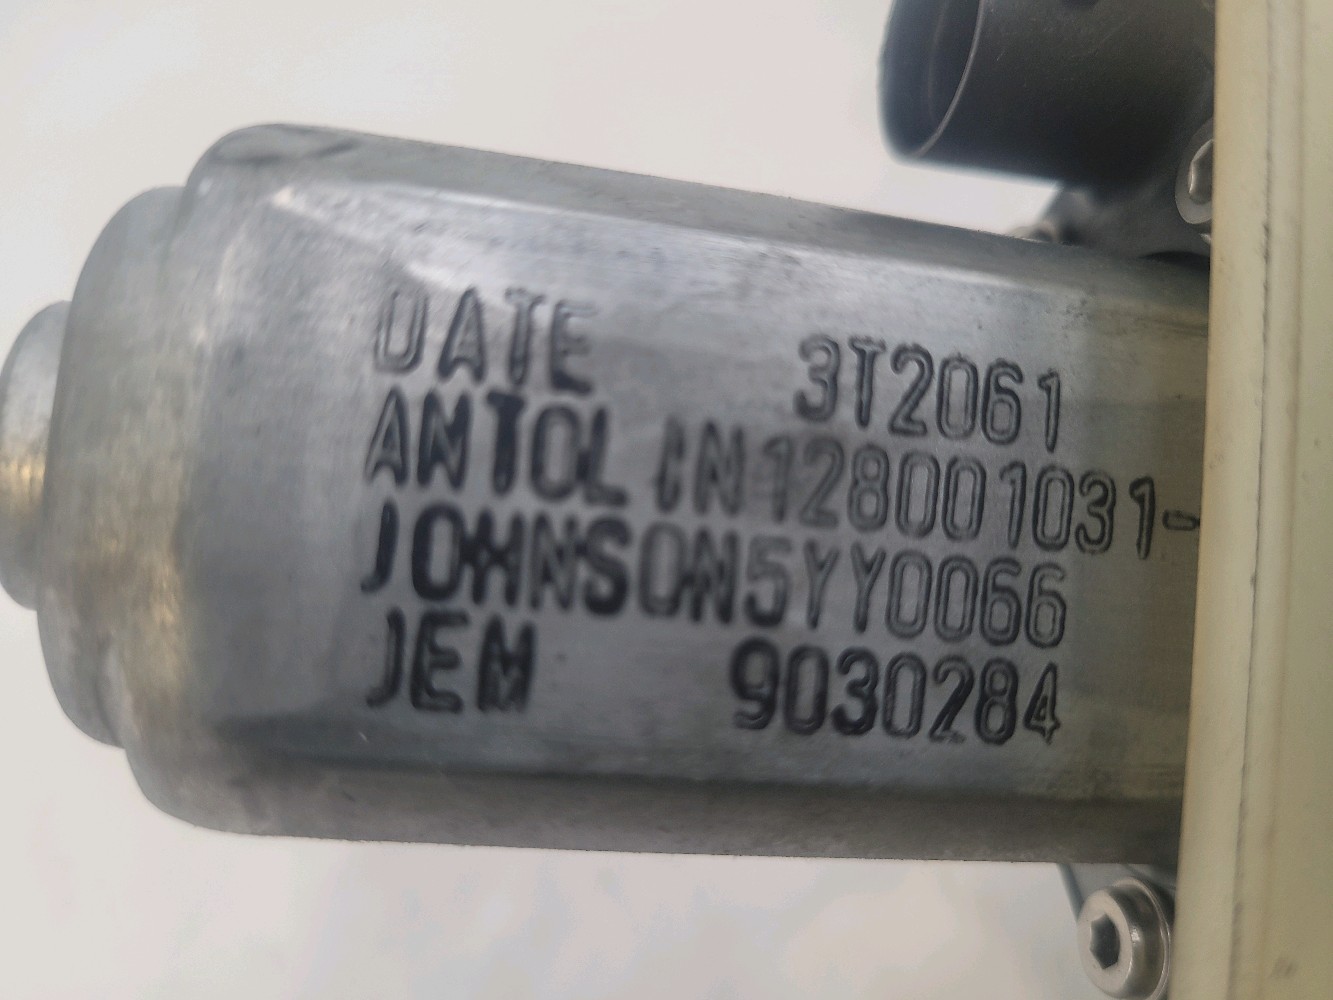 DATE 3T2061
ANTOLIN128001031-
JOHNSON5YY0066
JEM 9030284